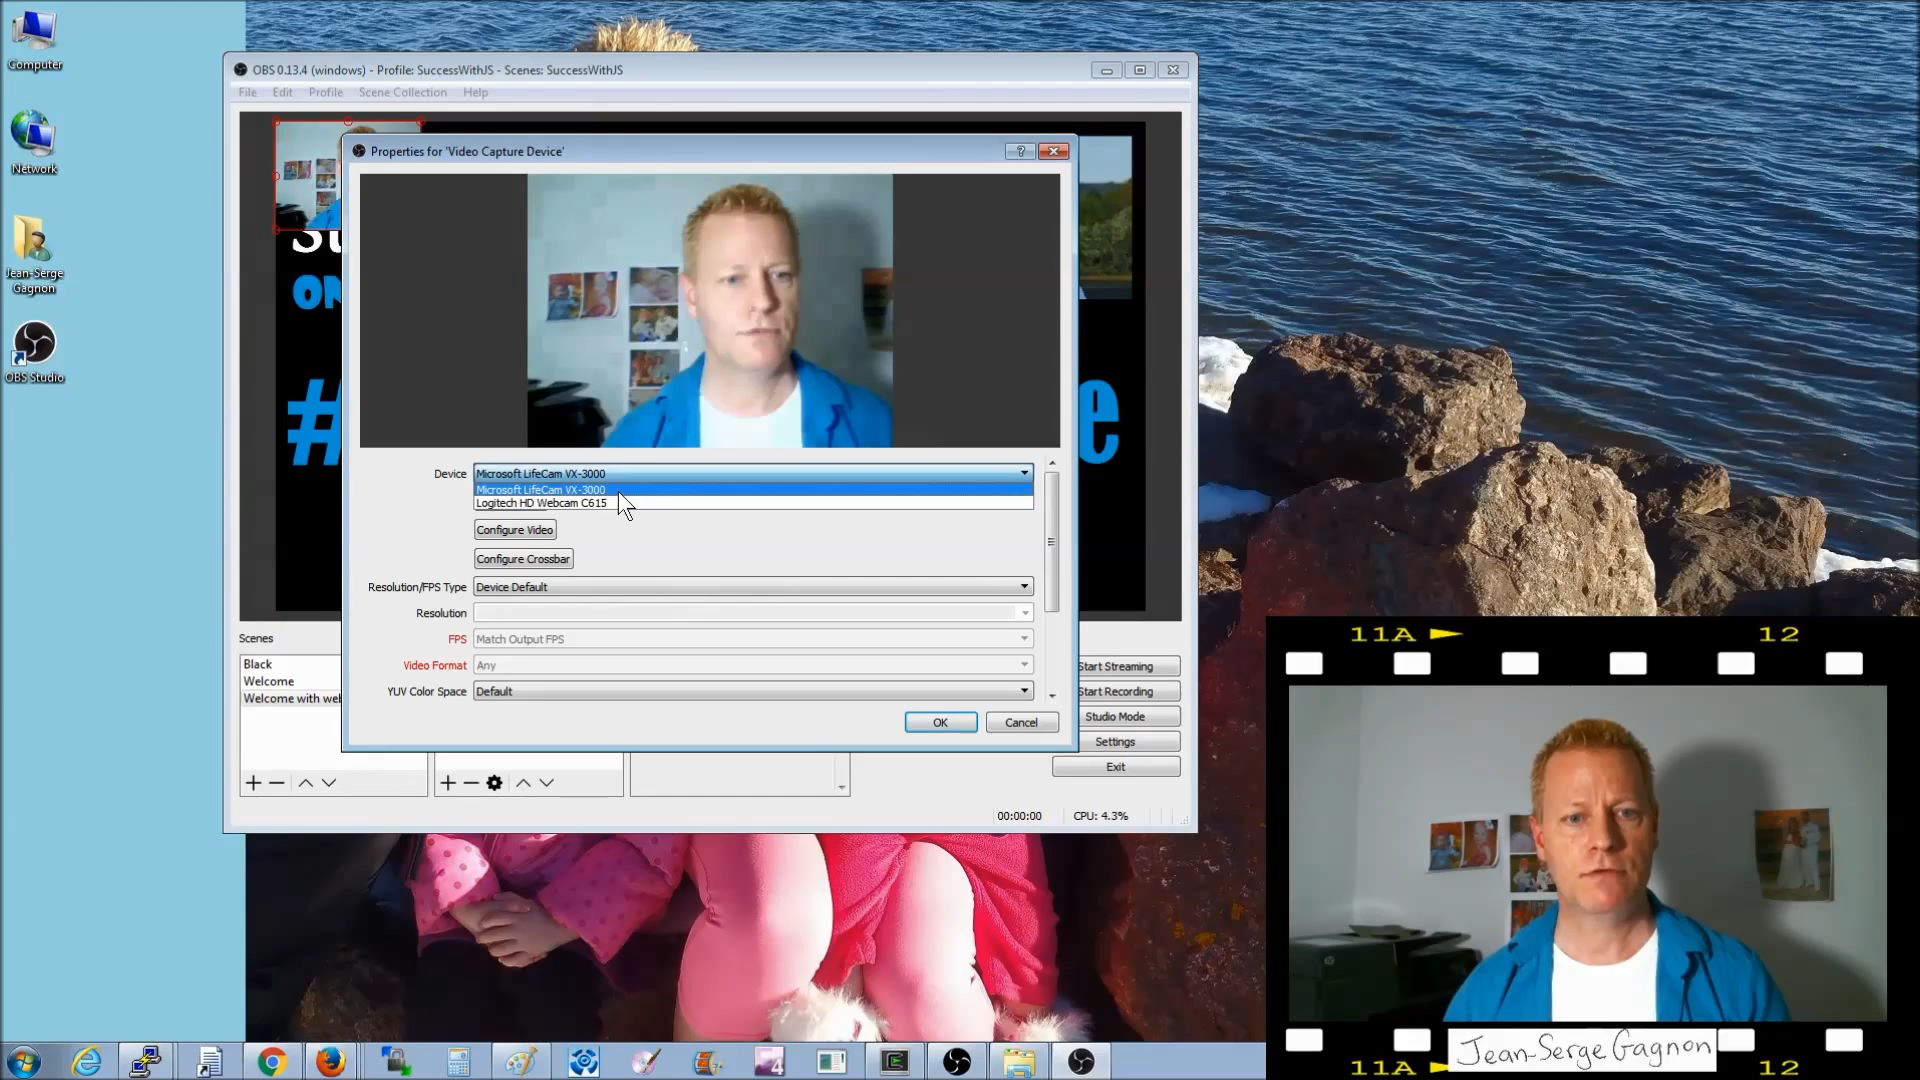 Computer
Network
Jean-Serge
Gagnon
OBS Studio
OBS 0.13.4 (windows) - Profile: SuccessWithJS - Scenes: SuccessWithJS
File Edit Profile Scene Collection Help
Properties for 'Video Capture Device'
Device
Microsoft LifeCam VX-3000
Microsoft LifeCam VX-3000
Logitech HD Webcam C615
Configure Video
Configure Crossbar
Resolution/FPS Type Device Default
Resolution
FPS Match Output FPS
Video Format Any
YUV Color Space Default
OK Cancel
ON
#
e
Scenes
Black
Welcome
Welcome with web
Start Streaming
Start Recording
Studio Mode
Settings
Exit
00:00:00 CPU: 4.3%
11A 12
Jean-Serge Gagnon
11A 12